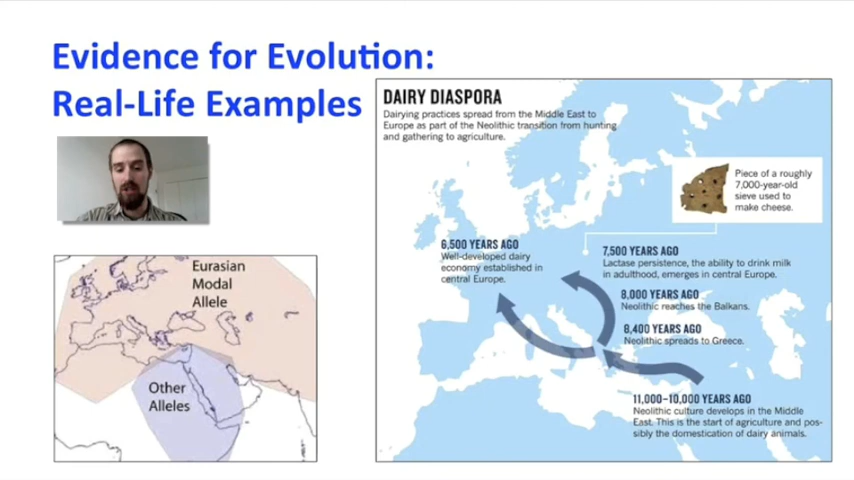 Evidence for Evolution:
Real-Life Examples
DAIRY DIASPORA
Dairying practices spread from the Middle East to
Europe as part of the Neolithic transition from hunting
and gathering to agriculture.
Piece of a roughly
7,000-year-old
sieve used to
make cheese.
6,500 YEARS AGO
Well-developed dairy
economy established in
central Europe.
7,500 YEARS AGO
Lactase persistence, the ability to drink milk
in adulthood, emerges in central Europe.
8,000 YEARS AGO
Neolithic reaches the Balkans.
8,400 YEARS AGO
Neolithic spreads to Greece.
11,000–10,000 YEARS AGO
Neolithic culture develops in the Middle
East. This is the start of agriculture and pos-
sibly the domestication of dairy animals.
Eurasian
Modal
Allele
Other
Alleles